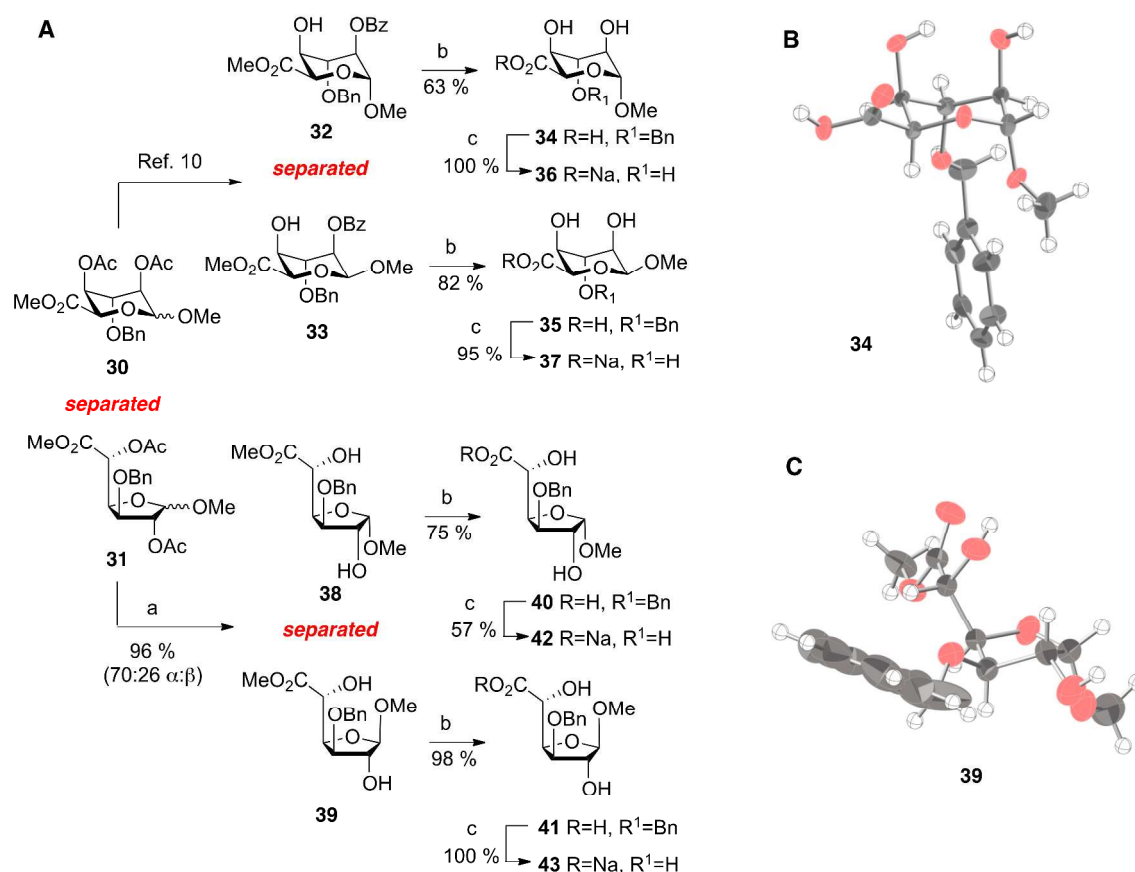 A
OH
OBz
MeO2C
O
OBn
OMe
32
b
63 %
OH
OH
RO2C
O
OR1
OMe
c
100 %
34 R=H, R1=Bn
36 R=Na, R1=H
Ref. 10
separated
OAc
OAc
MeO2C
O
OMe
OBn
30
separated
OH
OBz
MeO2C
O
OMe
OBn
33
b
82 %
OH
OH
RO2C
O
OMe
OR1
c
95 %
35 R=H, R1=Bn
37 R=Na, R1=H
MeO2C
OAc
OBn
O
OMe
OAc
31
a
96 %
(70:26 α:β)
MeO2C
OH
OBn
O
OMe
HO
38
b
75 %
RO2C
OH
OBn
O
OMe
HO
c
57 %
40 R=H, R1=Bn
42 R=Na, R1=H
separated
MeO2C
OH
OMe
OBn
O
OH
39
b
98 %
RO2C
OH
OMe
OBn
O
OH
c
100 %
41 R=H, R1=Bn
43 R=Na, R1=H
B
34
C
39